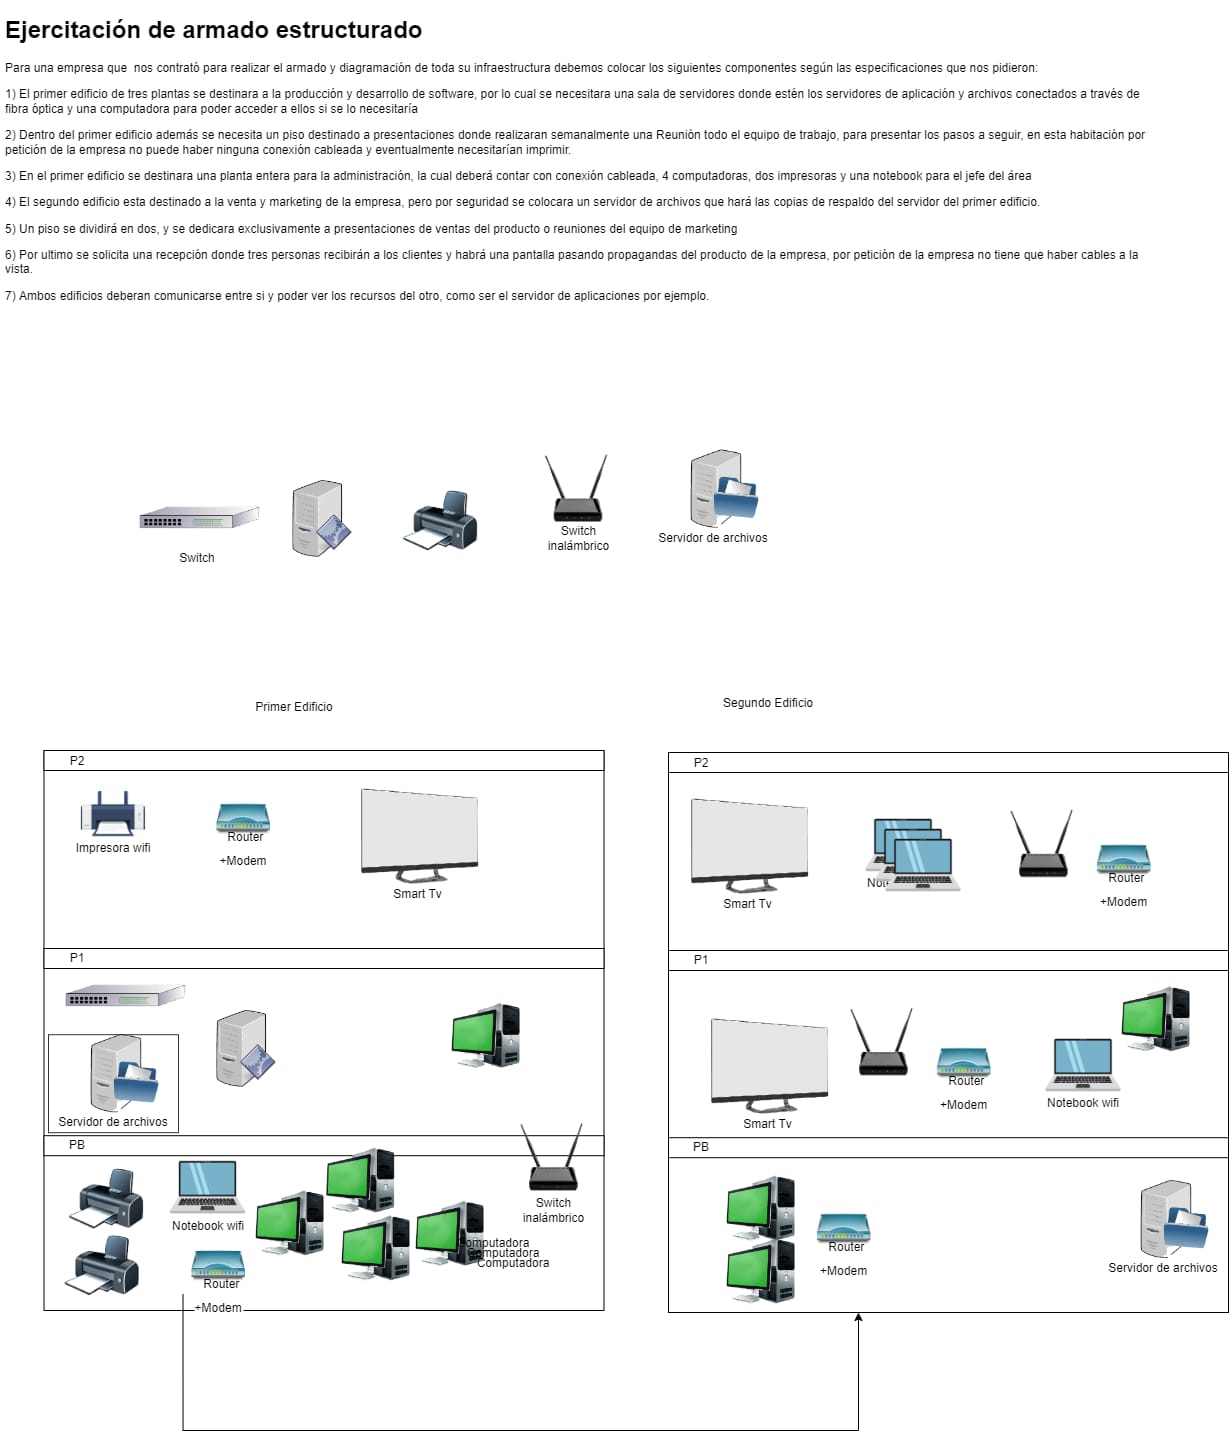 Ejercitación de armado estructurado
Para una empresa que  nos contrató para realizar el armado y diagramación de toda su infraestructura debemos colocar los siguientes componentes según las especificaciones que nos pidieron:
1) El primer edificio de tres plantas se destinara a la producción y desarrollo de software, por lo cual se necesitara una sala de servidores donde estén los servidores de aplicación y archivos conectados a través de
fibra óptica y una computadora para poder acceder a ellos si se lo necesitaría
2) Dentro del primer edificio además se necesita un piso destinado a presentaciones donde realizaran semanalmente una Reunión todo el equipo de trabajo, para presentar los pasos a seguir, en esta habitación por
petición de la empresa no puede haber ninguna conexión cableada y eventualmente necesitarían imprimir.
3) En el primer edificio se destinara una planta entera para la administración, la cual deberá contar con conexión cableada, 4 computadoras, dos impresoras y una notebook para el jefe del área
4) El segundo edificio esta destinado a la venta y marketing de la empresa, pero por seguridad se colocara un servidor de archivos que hará las copias de respaldo del servidor del primer edificio.
5) Un piso se dividirá en dos, y se dedicara exclusivamente a presentaciones de ventas del producto o reuniones del equipo de marketing
6) Por ultimo se solicita una recepción donde tres personas recibirán a los clientes y habrá una pantalla pasando propagandas del producto de la empresa, por petición de la empresa no tiene que haber cables a la
vista.
7) Ambos edificios deberan comunicarse entre si y poder ver los recursos del otro, como ser el servidor de aplicaciones por ejemplo.
Switch
Switch
inalámbrico
Servidor de archivos
Primer Edificio
Segundo Edificio
P2
Impresora wifi
Router
+Modem
Smart Tv
P1
Servidor de archivos
PB
Notebook wifi
Router
+Modem
Computadora
Computadora
Computadora
Switch
inalámbrico
P2
Smart Tv
Router
+Modem
P1
Smart Tv
Router
+Modem
Notebook wifi
PB
Router
+Modem
Servidor de archivos